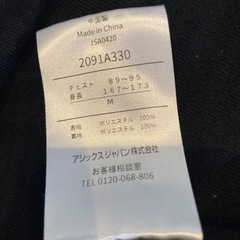 中国製
Made in China
JSA0420
2091A330
チェスト 89~95
身長 167~173
M
表地 ポリエステル 100%
裏地 ポリエステル 100%
アシックスジャパン株式会社
お客様相談室
TEL 0120-068-806